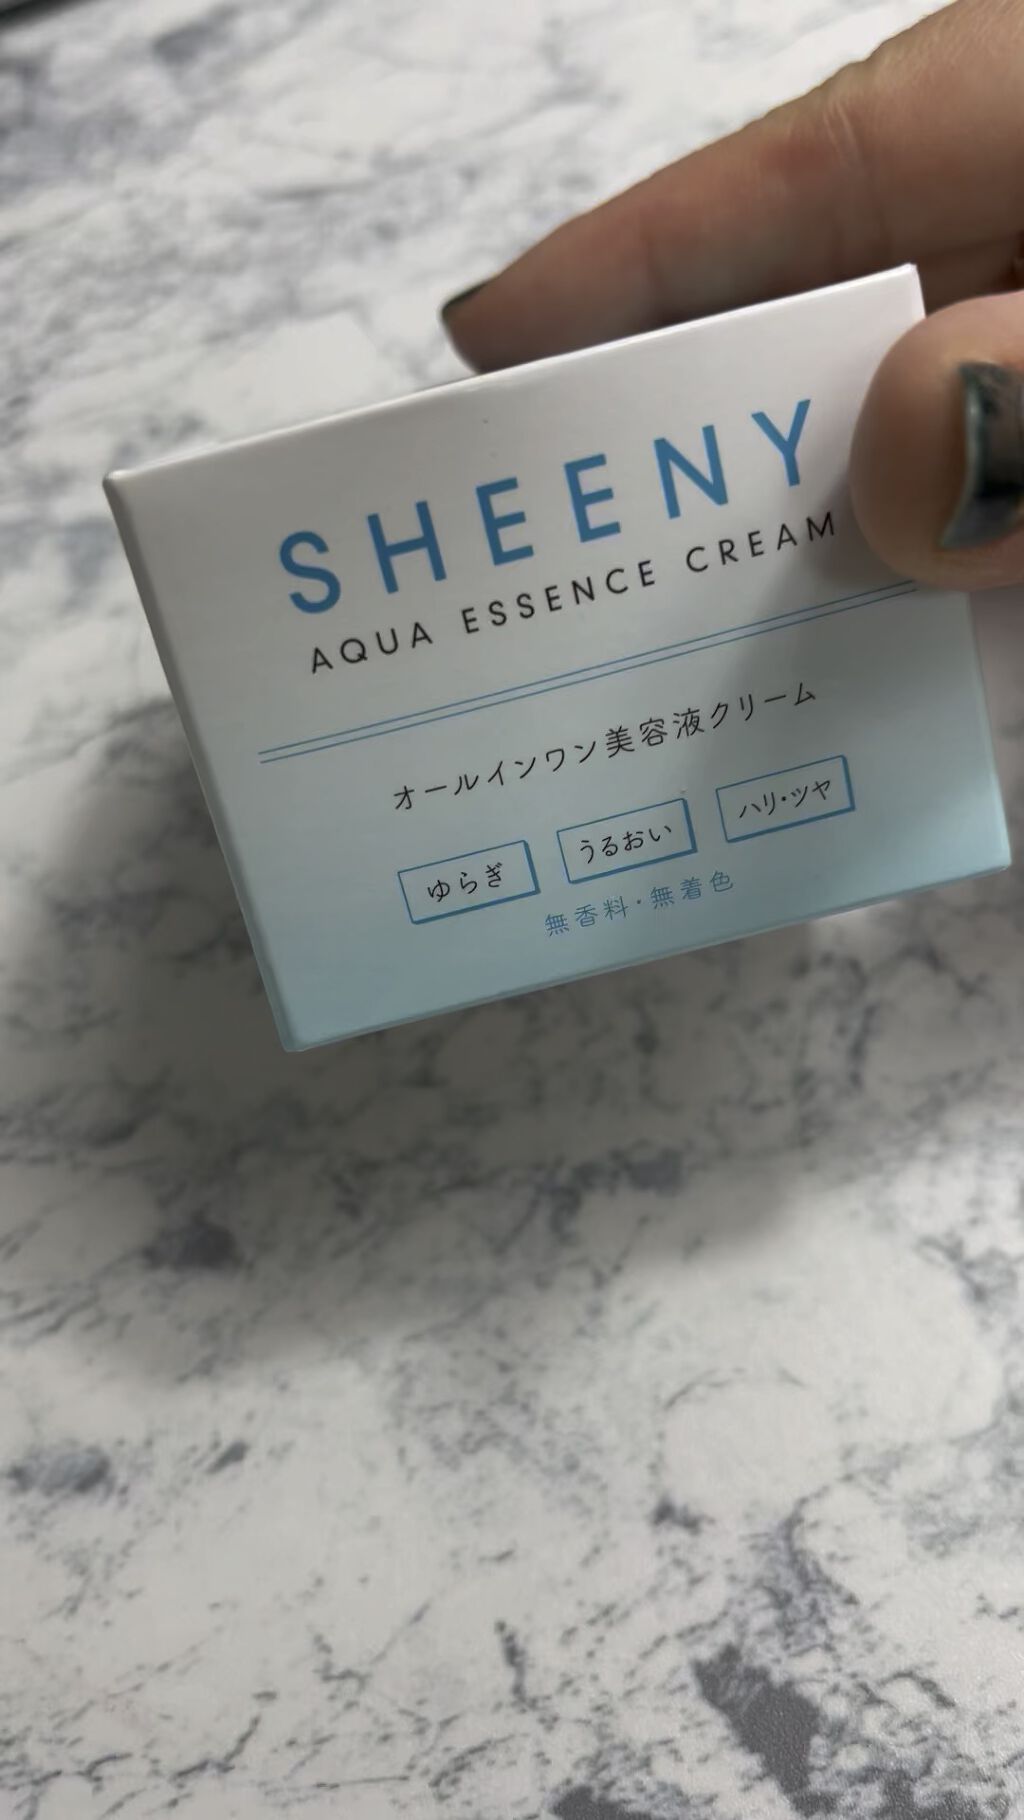 SHEENY
AQUA ESSENCE CREAM
オールインワン美容液クリーム
ゆらぎ うるおい ハリ・ツヤ
無香料・無着色